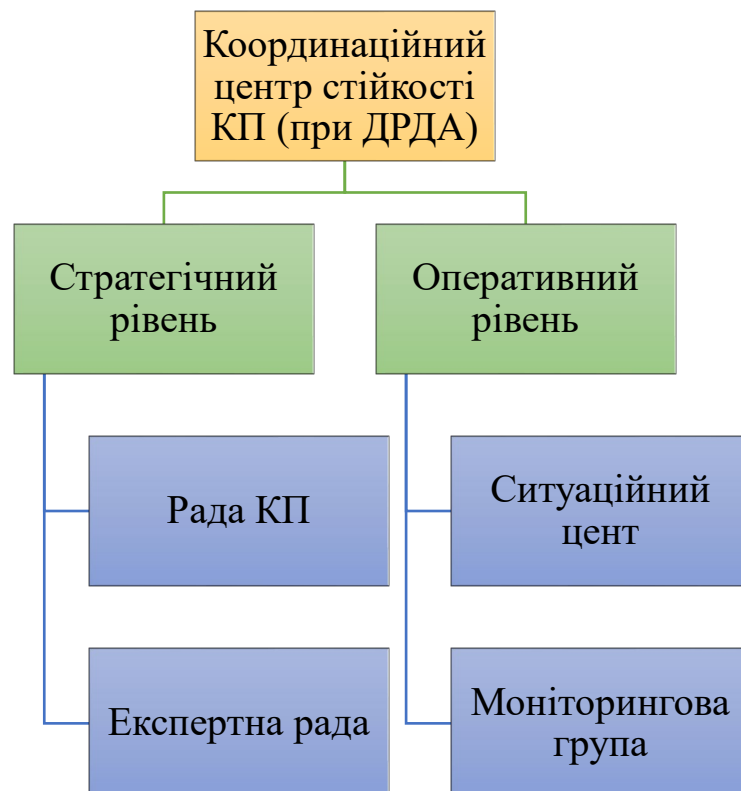 Координаційний
центр стійкості
КП (при ДРДА)
Стратегічний
рівень
Оперативний
рівень
Рада КП
Ситуаційний
цент
Експертна рада
Моніторингова
група